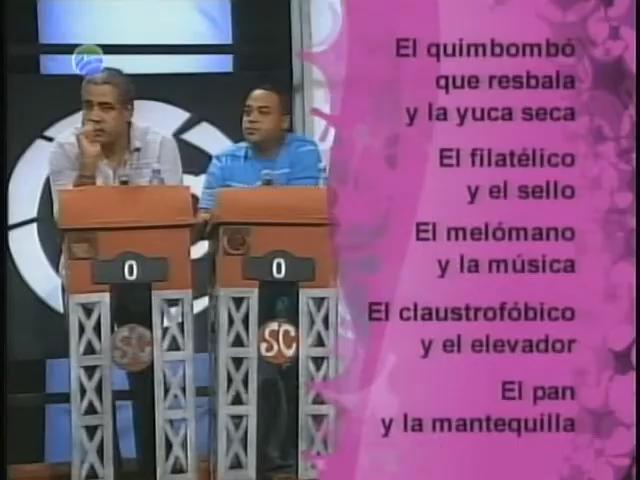 El quimbombó
que resbala
y la yuca seca
El filatélico
y el sello
El melómano
y la música
El claustrofóbico
y el elevador
El pan
y la mantequilla
0
0
SC
SC